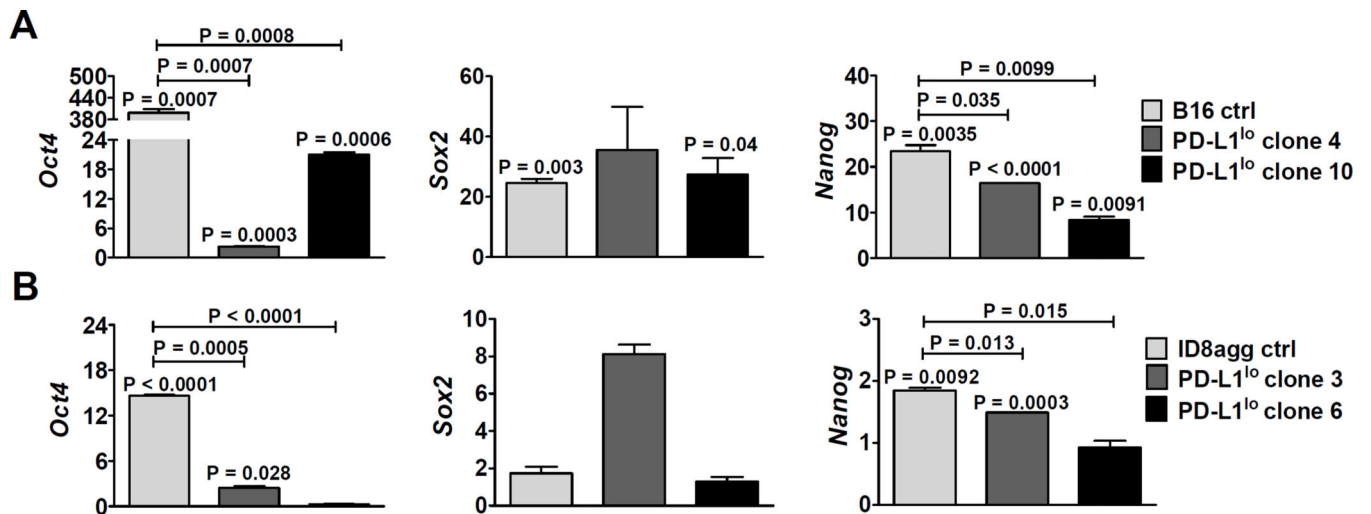 A
P = 0.0008
P = 0.0007
500
440
380
24
18
12
6
0
Oct4
P = 0.0007
P = 0.0003
P = 0.0006
60
40
20
0
Sox2
P = 0.003
P = 0.04
40
30
20
10
0
Nanog
P = 0.0099
P = 0.035
P = 0.0035
P < 0.0001
P = 0.0091
B16 ctrl
PD-L1lo clone 4
PD-L1lo clone 10
B
24
18
12
6
0
Oct4
P < 0.0001
P = 0.0005
P < 0.0001
P = 0.028
10
8
6
4
2
0
Sox2
3
2
1
0
Nanog
P = 0.015
P = 0.013
P = 0.0092
P = 0.0003
ID8agg ctrl
PD-L1lo clone 3
PD-L1lo clone 6